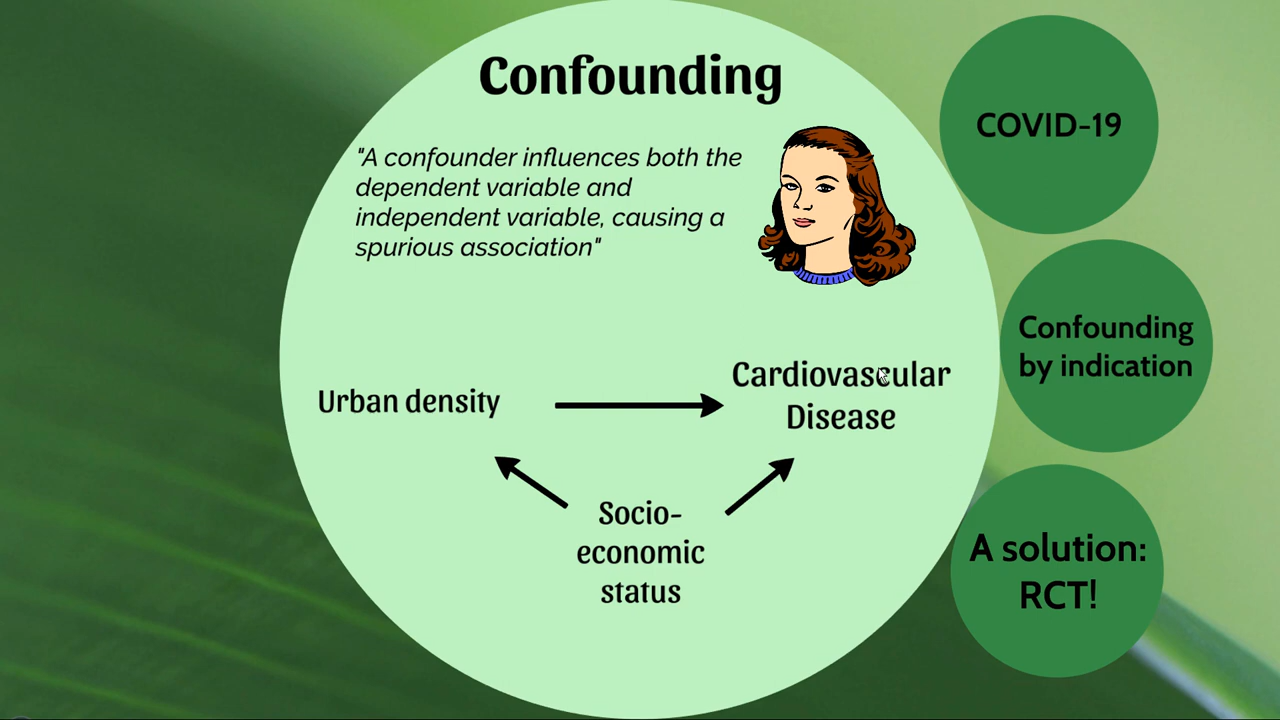 Confounding
"A confounder influences both the
dependent variable and
independent variable, causing a
spurious association"
Urban density
Cardiovascular
Disease
Socio-
economic
status
COVID-19
Confounding
by indication
A solution:
RCT!